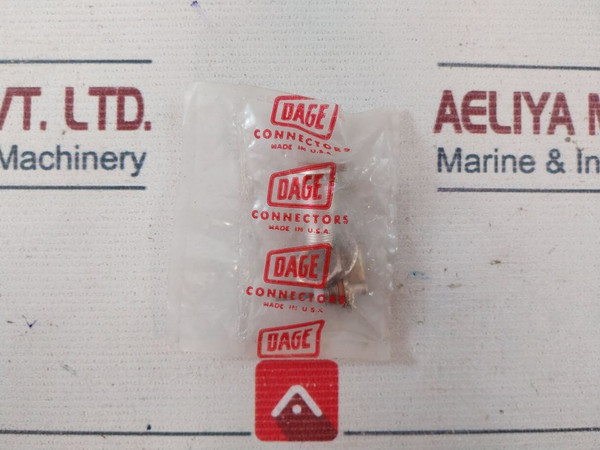 VT. LTD.
Machinery
AELIYA M
Marine & In
DAGE
CONNECTORS
MADE IN U.S.A.
DAGE
CONNECTORS
MADE IN U.S.A.
DAGE
CONNECTORS
MADE IN U.S.A.
DAGE